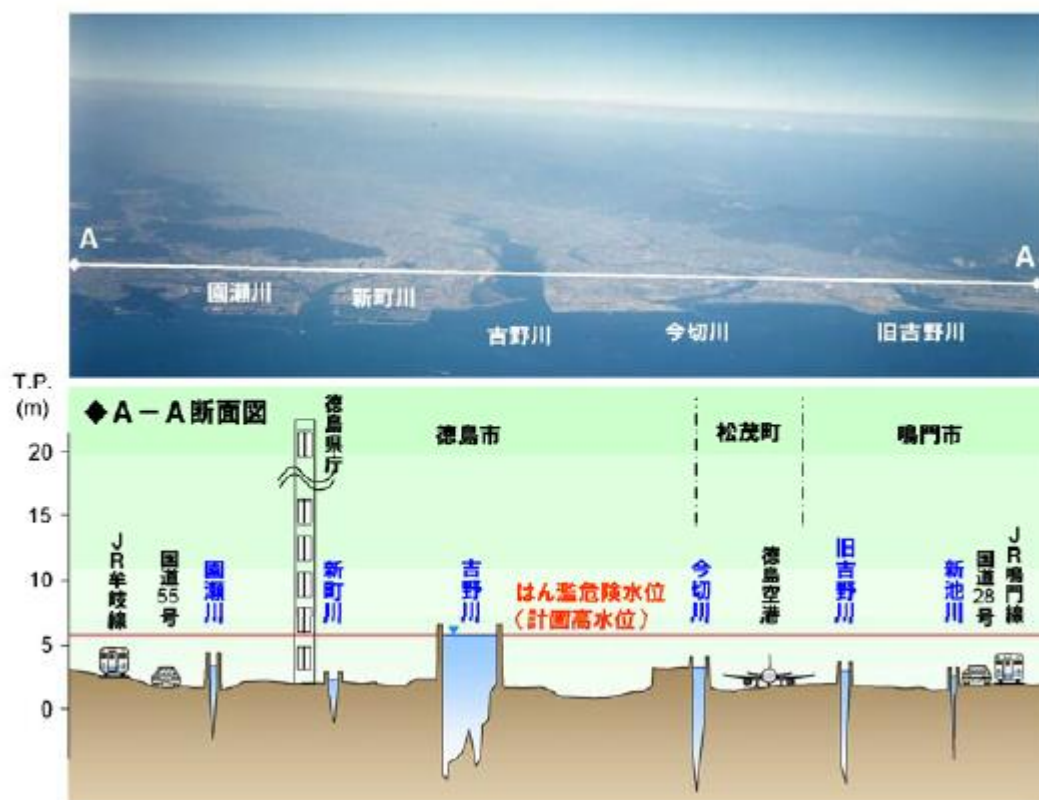 A
A
園瀬川
新町川
吉野川
今切川
旧吉野川
T.P.
(m)
◆A－A断面図
徳島県庁
徳島市
松茂町
鳴門市
20
15
10
5
0
JR牟岐線
国道55号
園瀬川
新町川
吉野川
はん濫危険水位
（計画高水位）
今切川
徳島空港
旧吉野川
新池川
国道28号
JR鳴門線